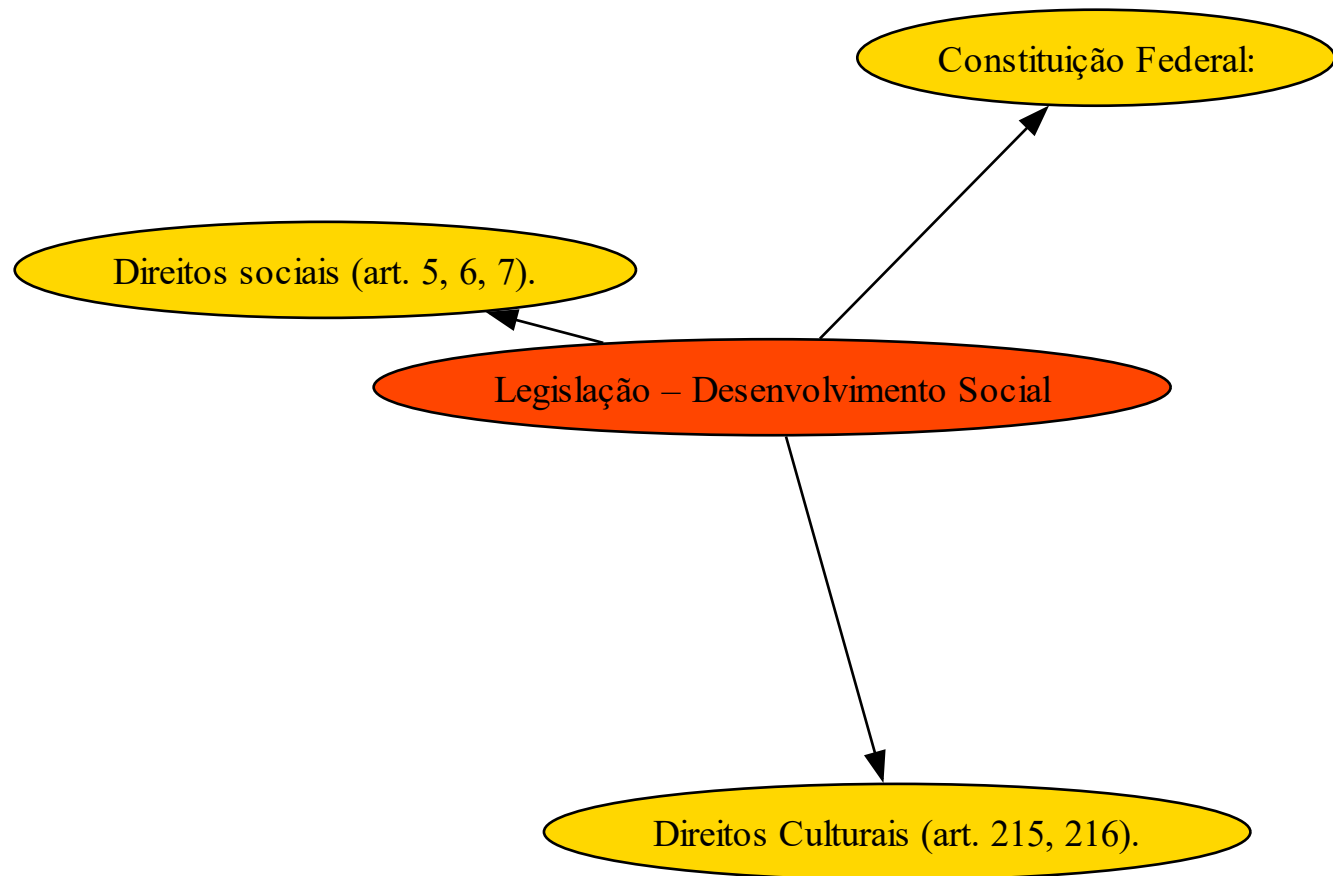 Constituição Federal:
Direitos sociais (art. 5, 6, 7).
Legislação – Desenvolvimento Social
Direitos Culturais (art. 215, 216).